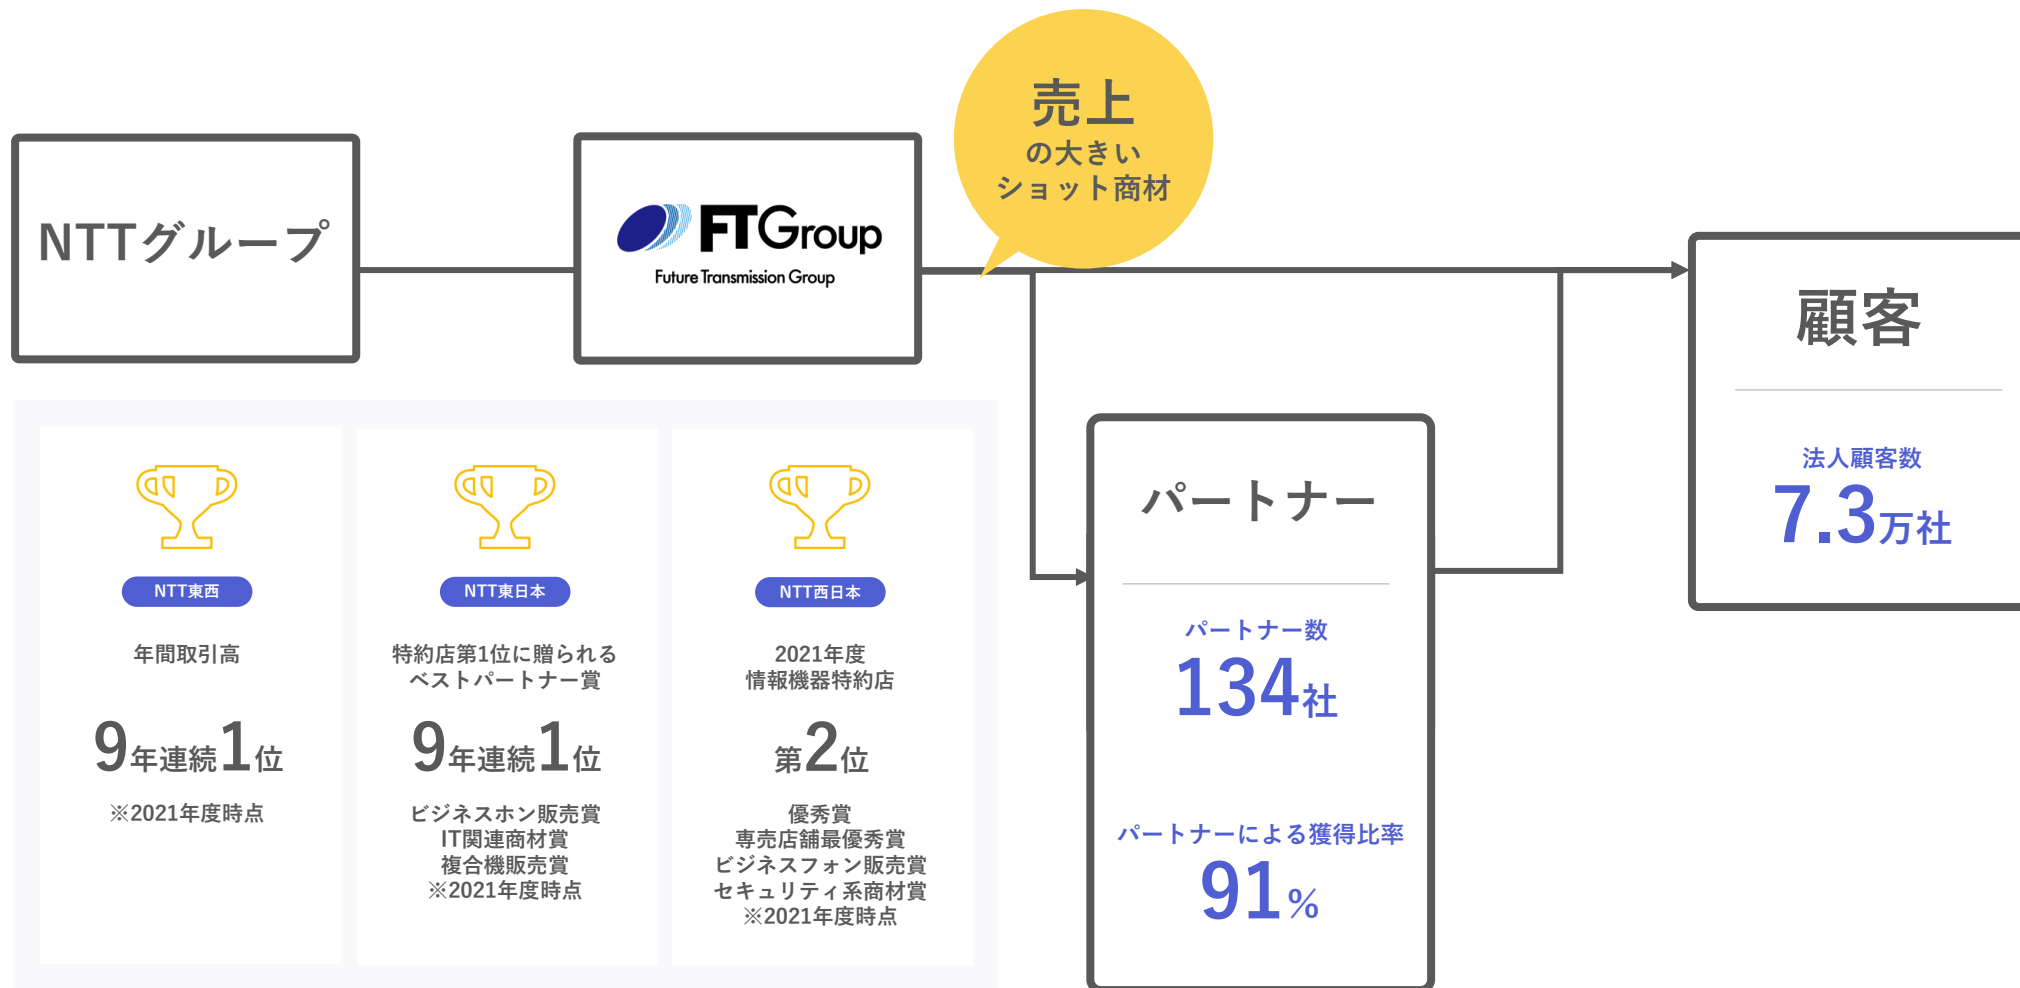 売上
の大きい
ショット商材
NTTグループ
FTGroup
Future Transmission Group
顧客
法人顧客数
7.3万社
NTT東西
年間取引高
9年連続1位
※2021年度時点
NTT東日本
特約店第1位に贈られる
ベストパートナー賞
9年連続1位
ビジネスホン販売賞
IT関連商材賞
複合機販売賞
※2021年度時点
NTT西日本
2021年度
情報機器特約店
第2位
優秀賞
専売店舗最優秀賞
ビジネスフォン販売賞
セキュリティ系商材賞
※2021年度時点
パートナー
パートナー数
134社
パートナーによる獲得比率
91%